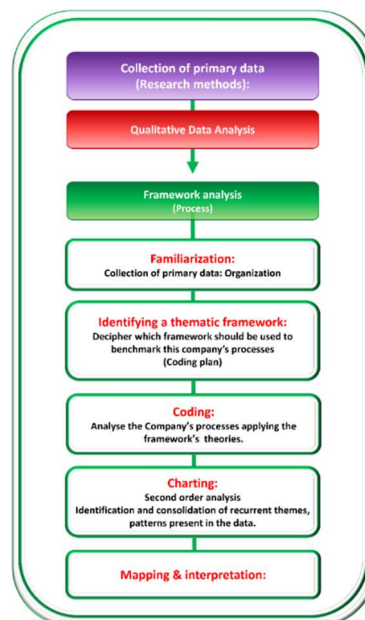 Collection of primary data
(Research methods):
Qualitative Data Analysis
Framework analysis
(Process)
Familiarization:
Collection of primary data: Organization
Identifying a thematic framework:
Decipher which framework should be used to
benchmark this company's processes
(Coding plan)
Coding:
Analyse the Company's processes applying the
framework's theories.
Charting:
Second order analysis
Identification and consolidation of recurrent themes,
patterns present in the data.
Mapping & interpretation: